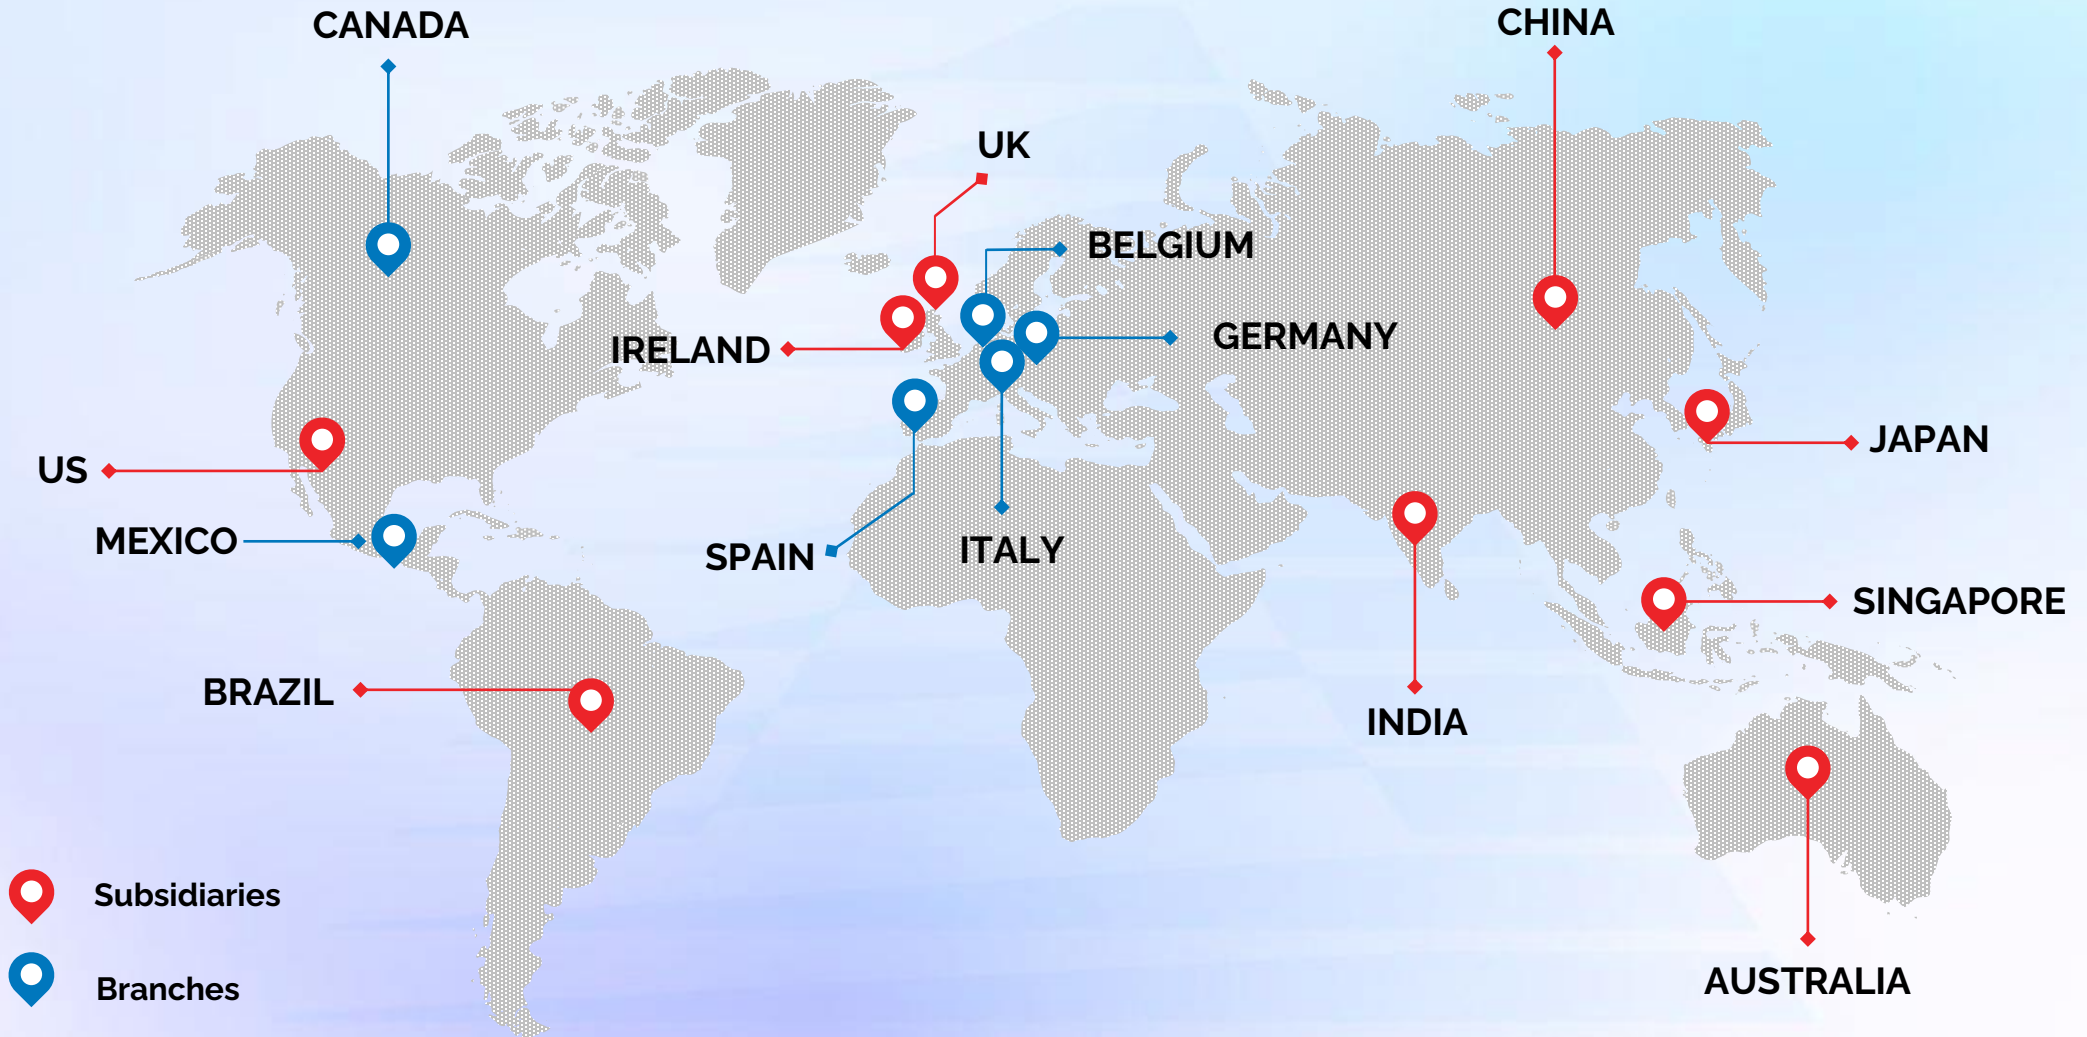 CANADA
CHINA
UK
BELGIUM
IRELAND
GERMANY
JAPAN
US
MEXICO
SPAIN
ITALY
SINGAPORE
BRAZIL
INDIA
Subsidiaries
AUSTRALIA
Branches